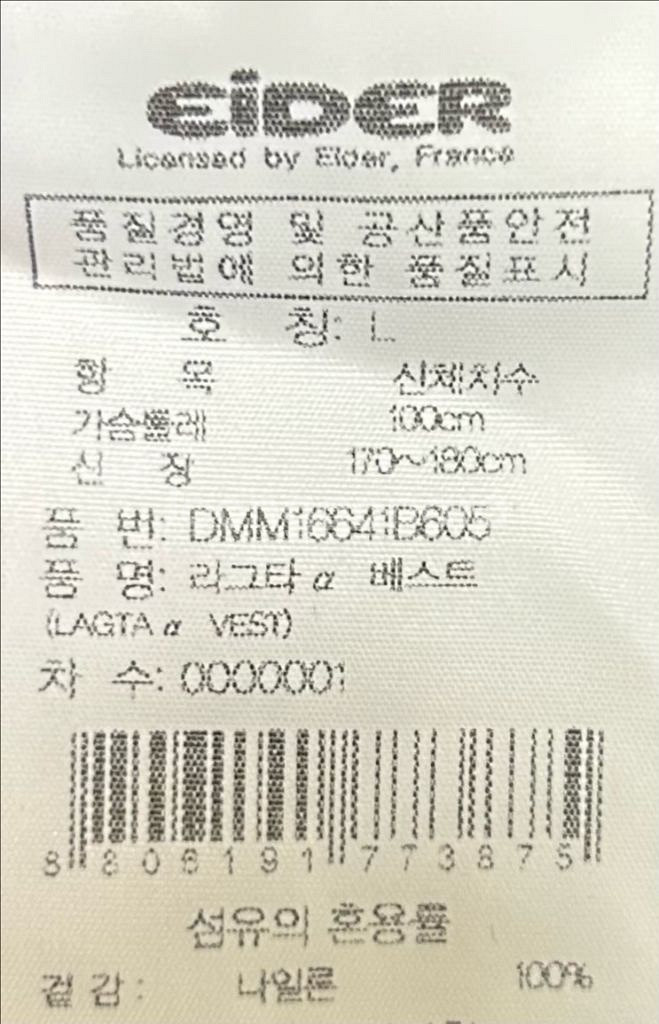 EiDER
Licensed by Eider, France
품질경영 및 공산품안전
관리법에 의한 품질표시
호 칭: L
항 목 신체치수
가슴둘레 100cm
신 장 170~180cm
품 번: DMM16641B605
품 명: 라그타 α 베스트
(LAGTA α VEST)
차 수: 0000001
8 806191 773875
섬유의 혼용률
겉감: 나일론 100%